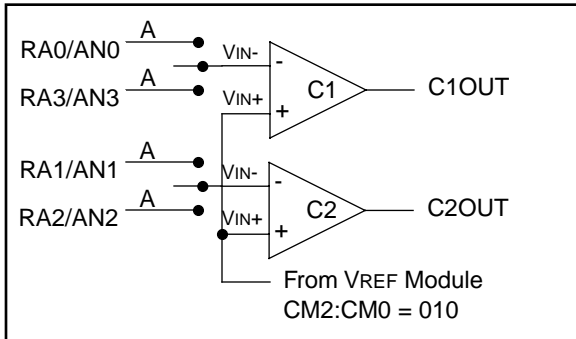 RA0/AN0 A VIN- - C1 C1OUT
RA3/AN3 A VIN+ +
RA1/AN1 A VIN- - C2 C2OUT
RA2/AN2 A VIN+ +
From VREF Module
CM2:CM0 = 010